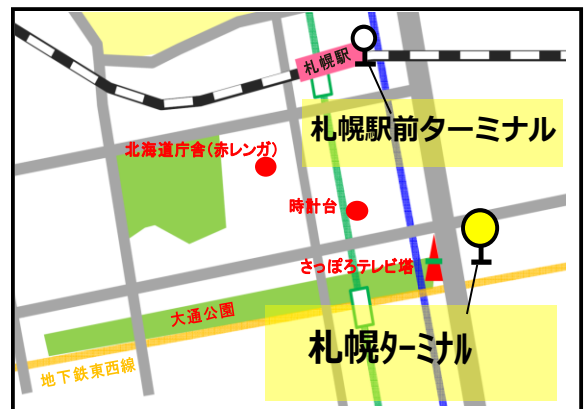 札幌駅
札幌駅前ターミナル
北海道庁舎(赤レンガ)
時計台
さっぽろテレビ塔
大通公園
札幌ターミナル
地下鉄東西線